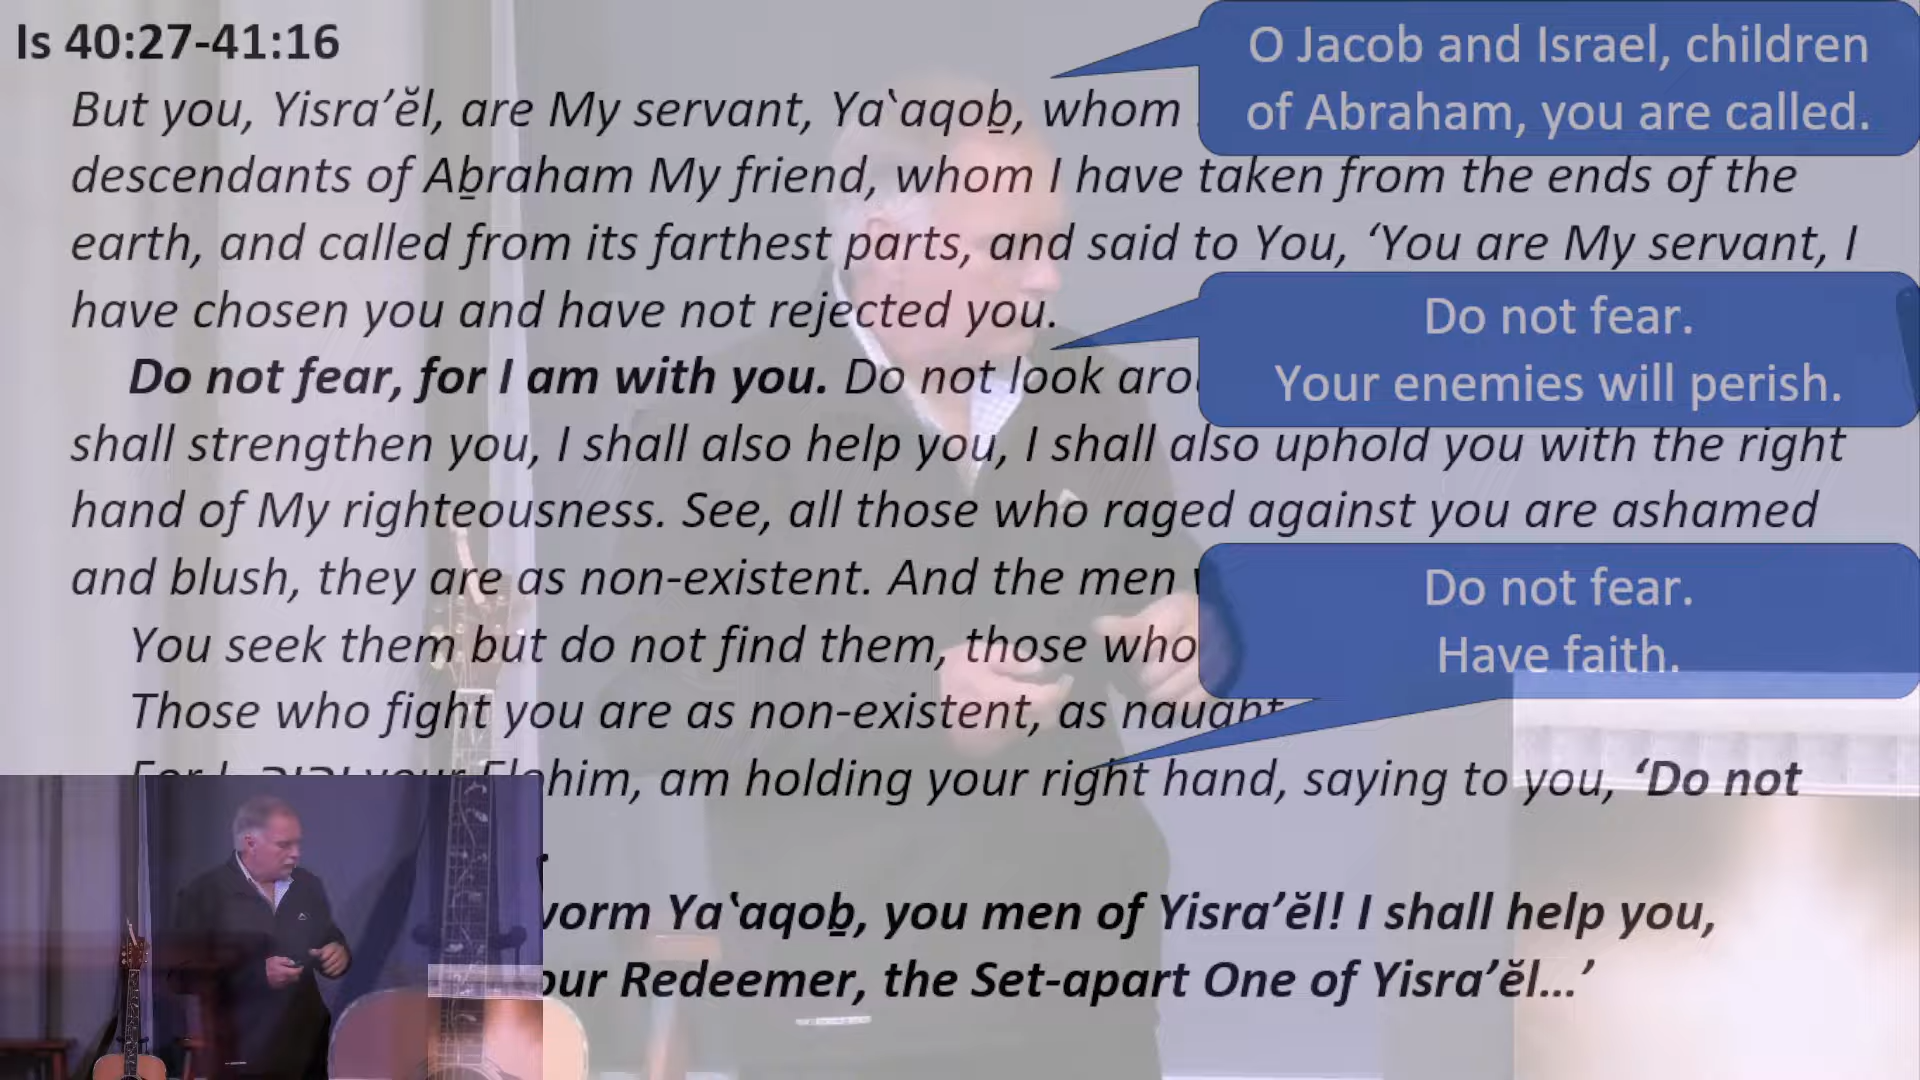 Is 40:27-41:16
O Jacob and Israel, children
of Abraham, you are called.
But you, Yisra’ĕl, are My servant, Ya‛aqoḇ, whom
descendants of Aḇraham My friend, whom I have taken from the ends of the
earth, and called from its farthest parts, and said to You, ‘You are My servant, I
have chosen you and have not rejected you.
Do not fear.
Your enemies will perish.
Do not fear, for I am with you. Do not look
shall strengthen you, I shall also help you, I shall also uphold you with the right
hand of My righteousness. See, all those who raged against you are ashamed
and blush, they are as non-existent. And the men
Do not fear.
Have faith.
You seek them but do not find them, those who
Those who fight you are as non-existent, as naught
am holding your right hand, saying to you, ‘Do not
Ya‛aqoḇ, you men of Yisra’ĕl! I shall help you,
Redeemer, the Set-apart One of Yisra’ĕl…’